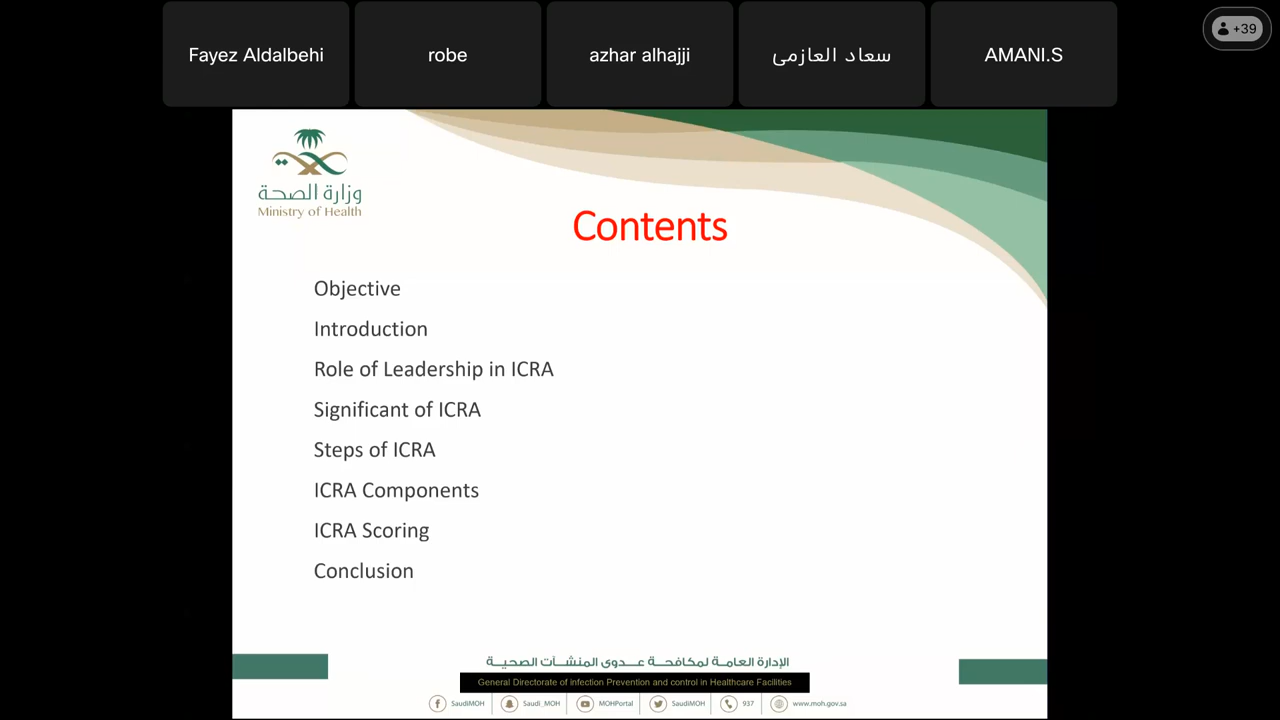 Fayez Aldalbehi
robe
azhar alhajji
سعاد العازمي
AMANI.S
+39
وزارة الصحة
Ministry of Health
Contents
Objective
Introduction
Role of Leadership in ICRA
Significant of ICRA
Steps of ICRA
ICRA Components
ICRA Scoring
Conclusion
الإدارة العامة لمكافحة عدوى المنشآت الصحية
General Directorate of infection Prevention and control in Healthcare Facilities
SaudiMOH
Saudi_MOH
MOHPortal
SaudiMOH
937
www.moh.gov.sa